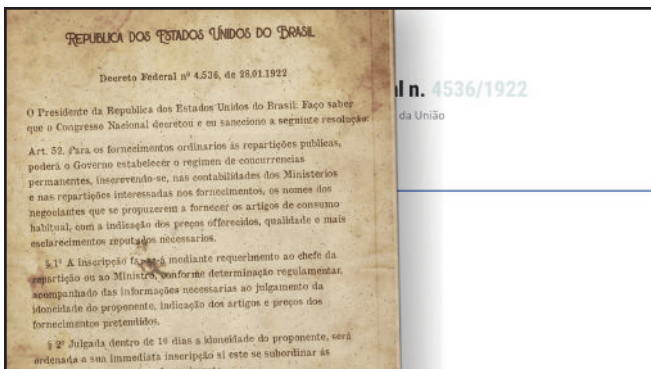 REPUBLICA DOS ESTADOS UNIDOS DO BRASIL
Decreto Federal nº 4.536, de 28.01.1922
O Presidente da Republica dos Estados Unidos do Brasil: Faço saber
que o Congresso Nacional decretou e eu sancciono a seguinte resolução:
Art. 52. Para os fornecimentos ordinarios ás repartições publicas,
poderá o Governo estabelecer o regimen de concurrencias
permanentes, inscrevendo-se, nas contabilidades dos Ministerios
e nas repartições interessadas nos fornecimentos, os nomes dos
negociantes que se propuzerem a fornecer os artigos de consumo
habitual, com a indicação dos preços offerecidos, qualidade e mais
esclarecimentos reputados necessarios.
§ 1º A inscripção far-se-á mediante requerimento ao chefe da
repartição ou ao Ministro, conforme determinação regulamentar,
acompanhado das informações necessarias ao julgamento da
idoneidade do proponente, indicação dos artigos e preços dos
fornecimentos pretendidos.
§ 2º Julgada dentro de 10 dias a idoneidade do proponente, será
ordenada a sua immediata inscripção si este se subordinar ás
l n. 4536/1922
da União